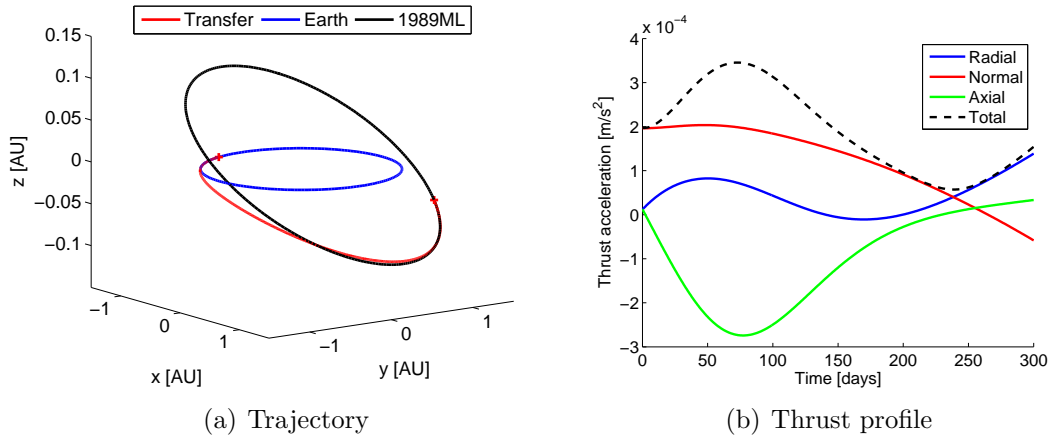 Transfer Earth 1989ML
0.15
0.1
0.05
0
−0.05
−0.1
z [AU]
−1
0
1
x [AU]
−1
0
1
y [AU]
(a) Trajectory
x 10⁻⁴
4
3
2
1
0
−1
−2
−3
Thrust acceleration [m/s²]
Radial
Normal
Axial
Total
0 50 100 150 200 250 300
Time [days]
(b) Thrust profile